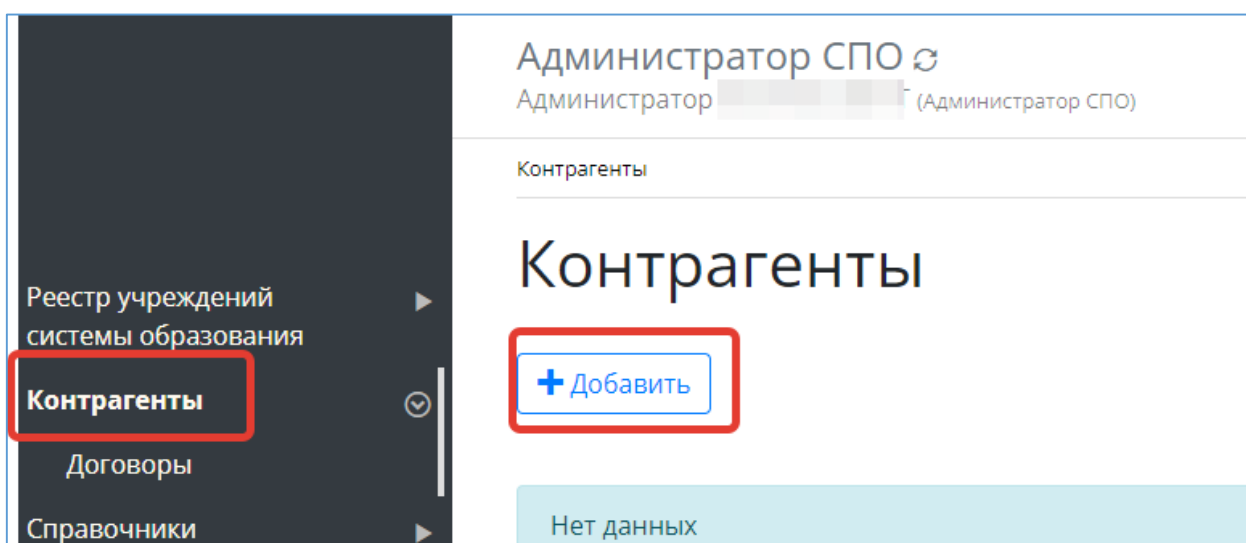 Администратор СПО
Администратор (Администратор СПО)
Контрагенты
Контрагенты
Добавить
Нет данных
Реестр учреждений
системы образования
Контрагенты
Договоры
Справочники